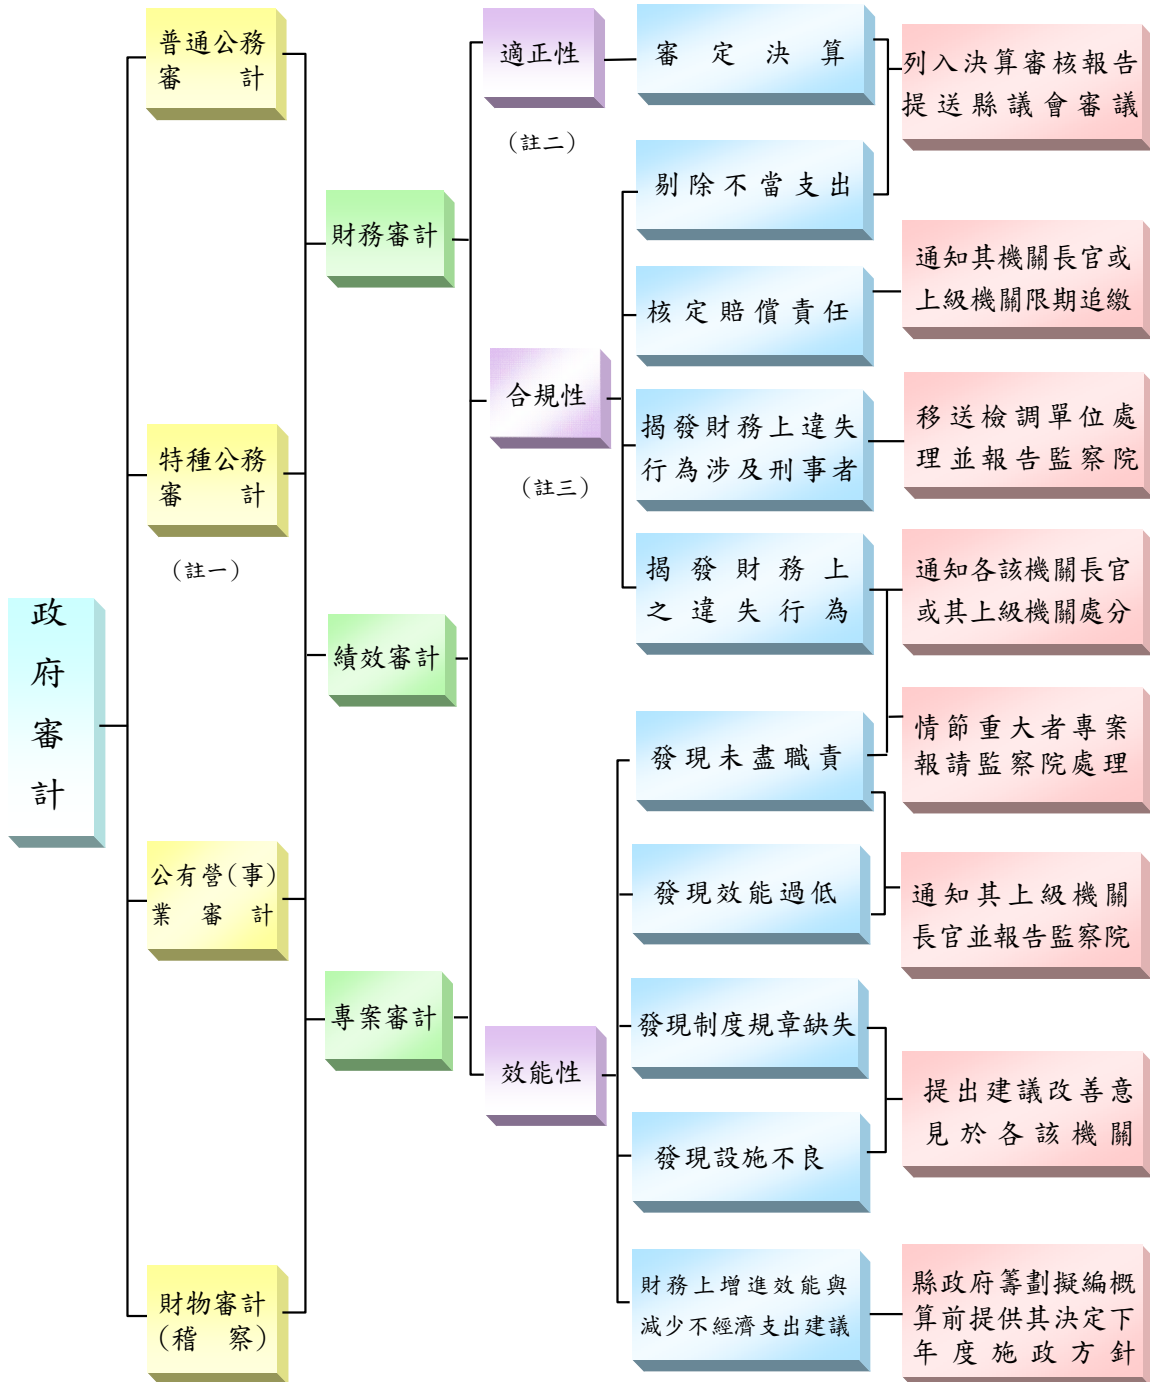 政
府
審
計
普通公務
審計
特種公務
審計
(註一)
公有營(事)
業審計
財物審計
(稽察)
財務審計
績效審計
專案審計
適正性
(註二)
合規性
(註三)
效能性
審定決算
剔除不當支出
核定賠償責任
揭發財務上違失
行為涉及刑事者
揭發財務上
之違失行為
發現未盡職責
發現效能過低
發現制度規章缺失
發現設施不良
財務上增進效能與
減少不經濟支出建議
列入決算審核報告
提送縣議會審議
通知其機關長官或
上級機關限期追繳
移送檢調單位處
理並報告監察院
通知各該機關長官
或其上級機關處分
情節重大者專案
報請監察院處理
通知其上級機關
長官並報告監察院
提出建議改善意
見於各該機關
縣政府籌劃擬編概
算前提供其決定下
年度施政方針